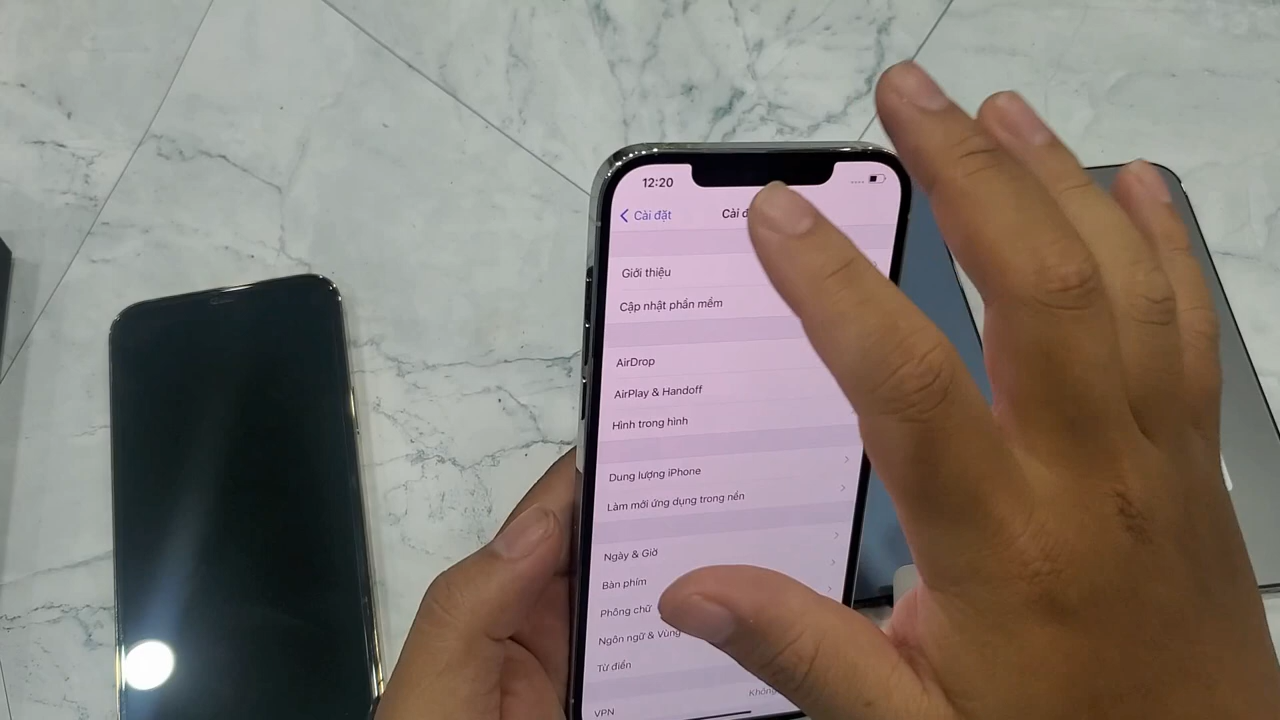 12:20
Cài đặt
Cài
Giới thiệu
Cập nhật phần mềm
AirDrop
AirPlay & Handoff
Hình trong hình
Dung lượng iPhone
Làm mới ứng dụng trong nền
Ngày & Giờ
Bàn phím
Phông chữ
Ngôn ngữ & Vùng
Từ điển
VPN